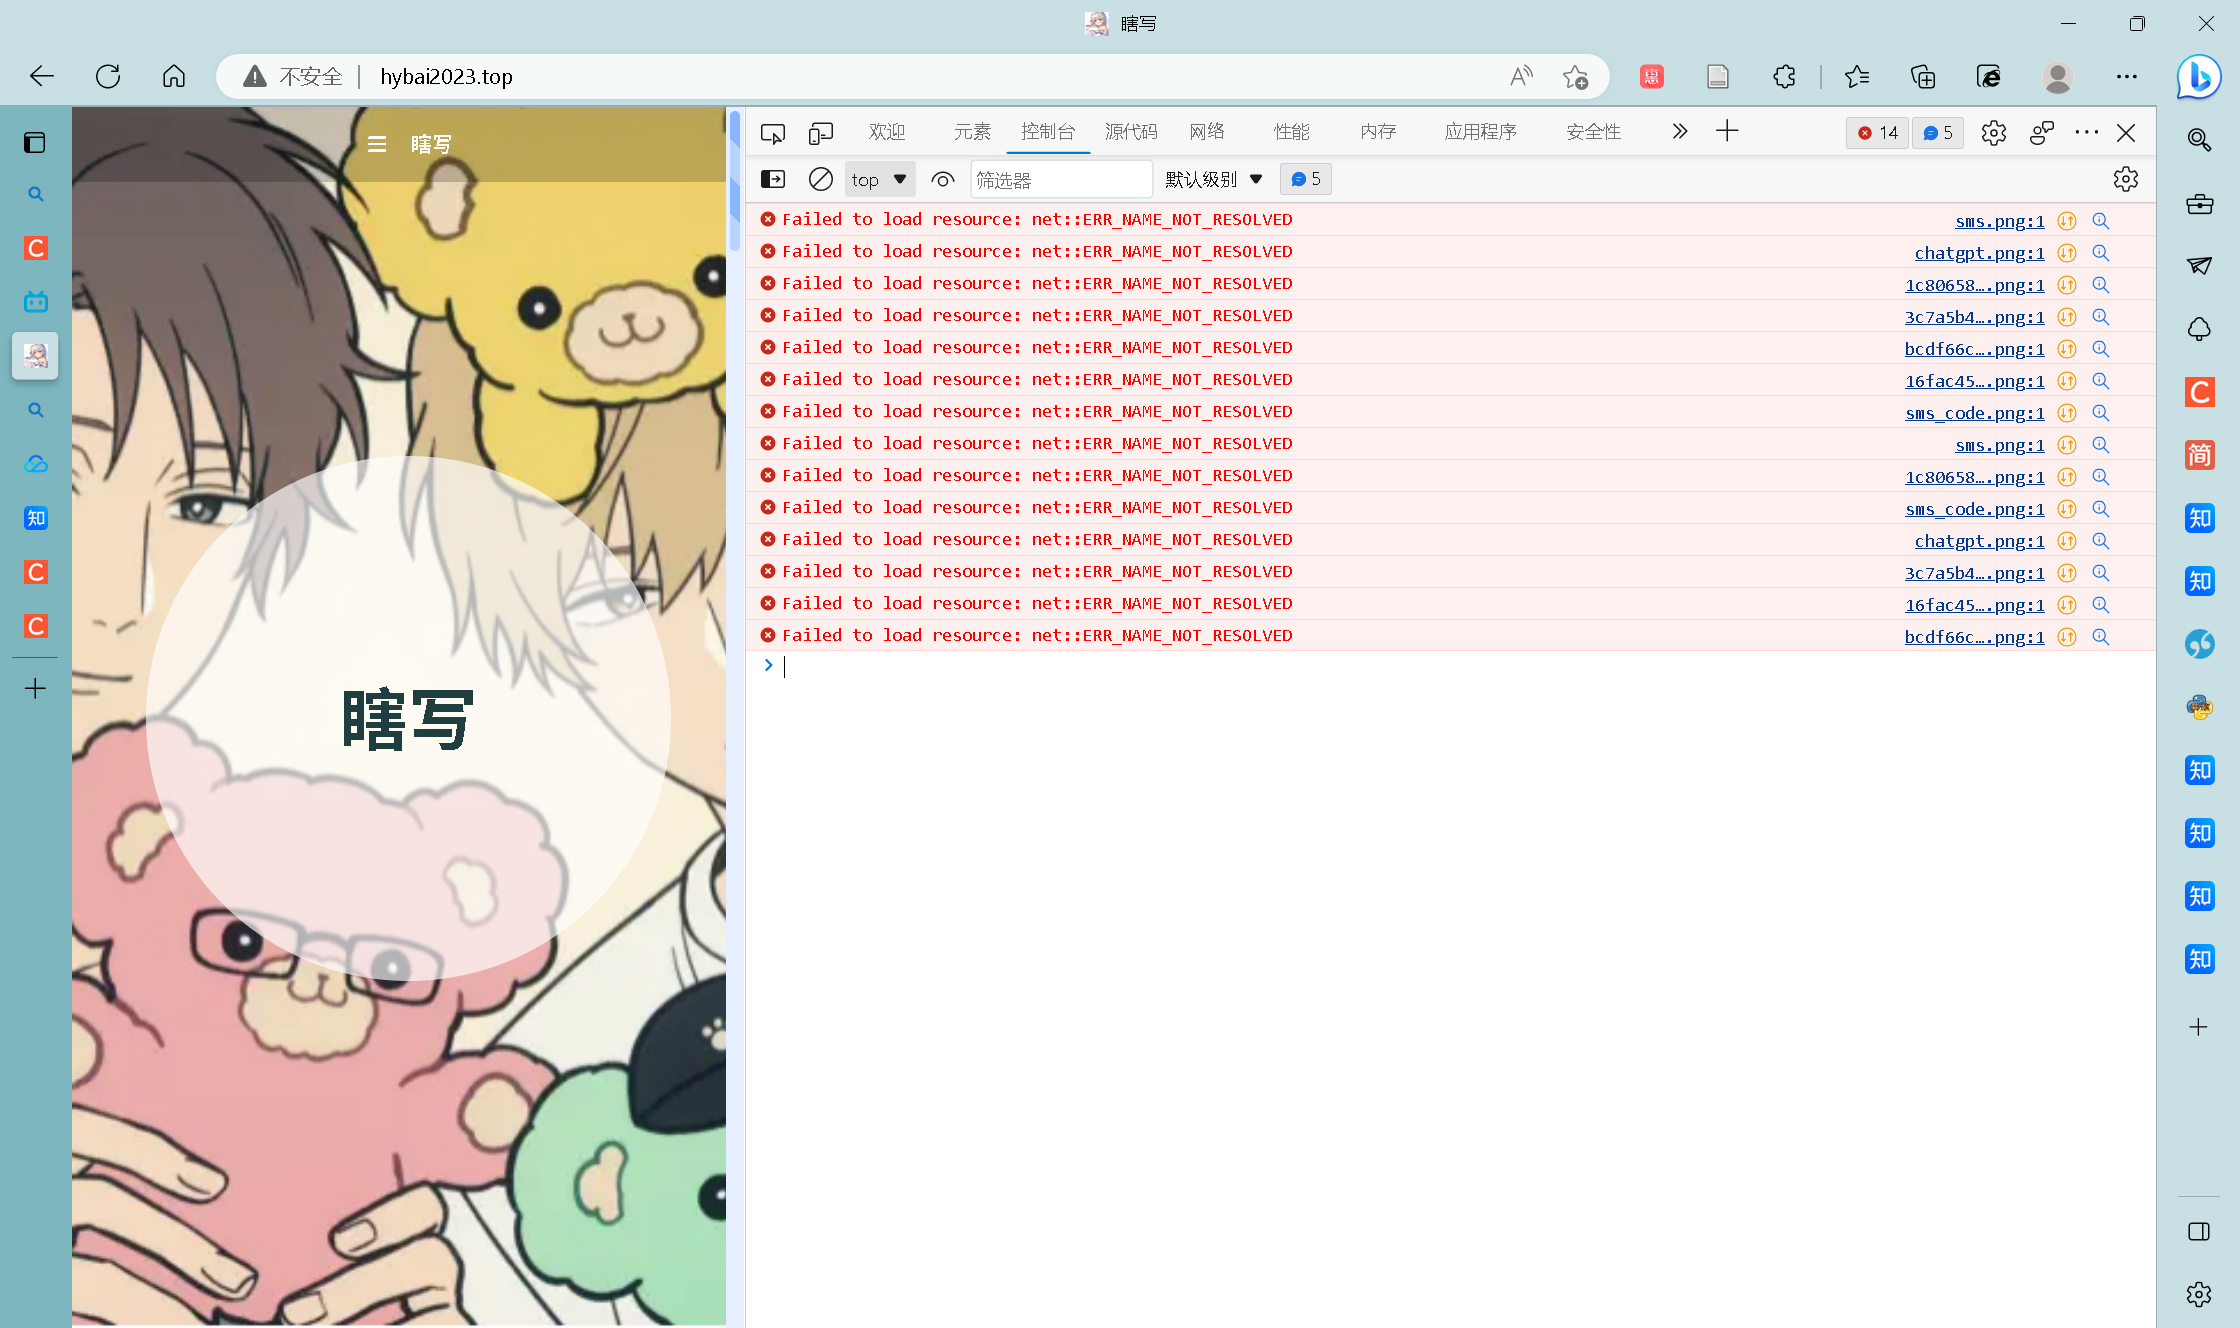 瞎写
不安全
hybai2023.top
惠
瞎写
瞎写
欢迎 元素 控制台 源代码 网络 性能 内存 应用程序 安全性 14 5
top 筛选器 默认级别 5
Failed to load resource: net::ERR_NAME_NOT_RESOLVED sms.png:1
Failed to load resource: net::ERR_NAME_NOT_RESOLVED chatgpt.png:1
Failed to load resource: net::ERR_NAME_NOT_RESOLVED 1c80658….png:1
Failed to load resource: net::ERR_NAME_NOT_RESOLVED 3c7a5b4….png:1
Failed to load resource: net::ERR_NAME_NOT_RESOLVED bcdf66c….png:1
Failed to load resource: net::ERR_NAME_NOT_RESOLVED 16fac45….png:1
Failed to load resource: net::ERR_NAME_NOT_RESOLVED sms_code.png:1
Failed to load resource: net::ERR_NAME_NOT_RESOLVED sms.png:1
Failed to load resource: net::ERR_NAME_NOT_RESOLVED 1c80658….png:1
Failed to load resource: net::ERR_NAME_NOT_RESOLVED sms_code.png:1
Failed to load resource: net::ERR_NAME_NOT_RESOLVED chatgpt.png:1
Failed to load resource: net::ERR_NAME_NOT_RESOLVED 3c7a5b4….png:1
Failed to load resource: net::ERR_NAME_NOT_RESOLVED 16fac45….png:1
Failed to load resource: net::ERR_NAME_NOT_RESOLVED bcdf66c….png:1
C
知
C
C
C
简
知
知
知
知
知
知